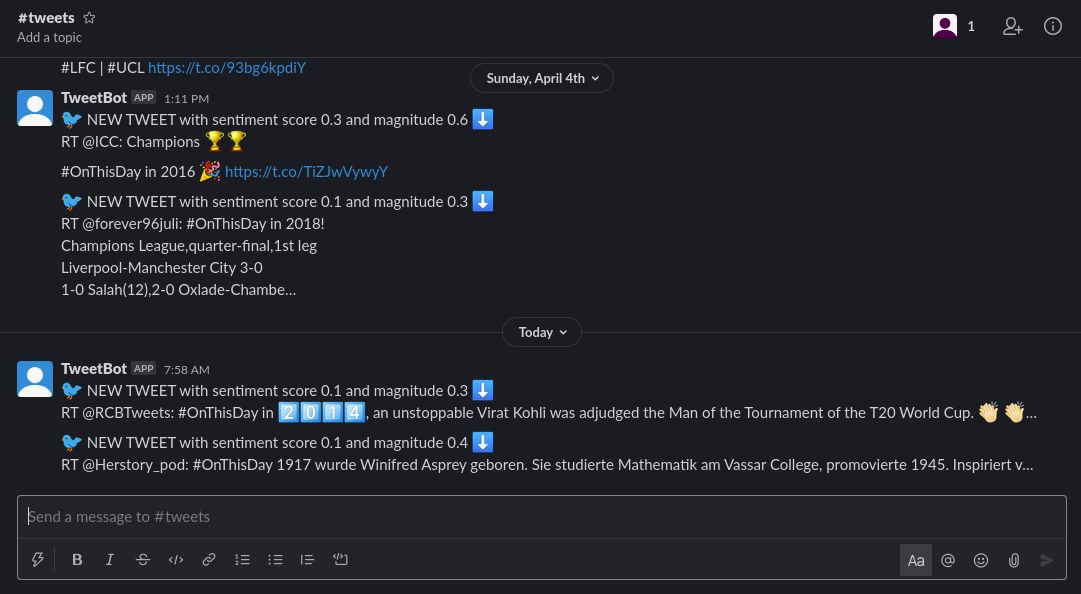 #tweets
Add a topic
1
#LFC | #UCL https://t.co/93bg6kpdiY
Sunday, April 4th
TweetBot APP 1:11 PM
NEW TWEET with sentiment score 0.3 and magnitude 0.6
RT @ICC: Champions 🏆🏆
#OnThisDay in 2016 🎉 https://t.co/TiZJwVywyY
NEW TWEET with sentiment score 0.1 and magnitude 0.3
RT @forever96juli: #OnThisDay in 2018!
Champions League,quarter-final,1st leg
Liverpool-Manchester City 3-0
1-0 Salah(12),2-0 Oxlade-Chambe…
Today
TweetBot APP 7:58 AM
NEW TWEET with sentiment score 0.1 and magnitude 0.3
RT @RCBTweets: #OnThisDay in 2014, an unstoppable Virat Kohli was adjudged the Man of the Tournament of the T20 World Cup. 👏🏻 👏🏻…
NEW TWEET with sentiment score 0.1 and magnitude 0.4
RT @Herstory_pod: #OnThisDay 1917 wurde Winifred Asprey geboren. Sie studierte Mathematik am Vassar College, promovierte 1945. Inspiriert v…
Send a message to #tweets
B I S Aa @